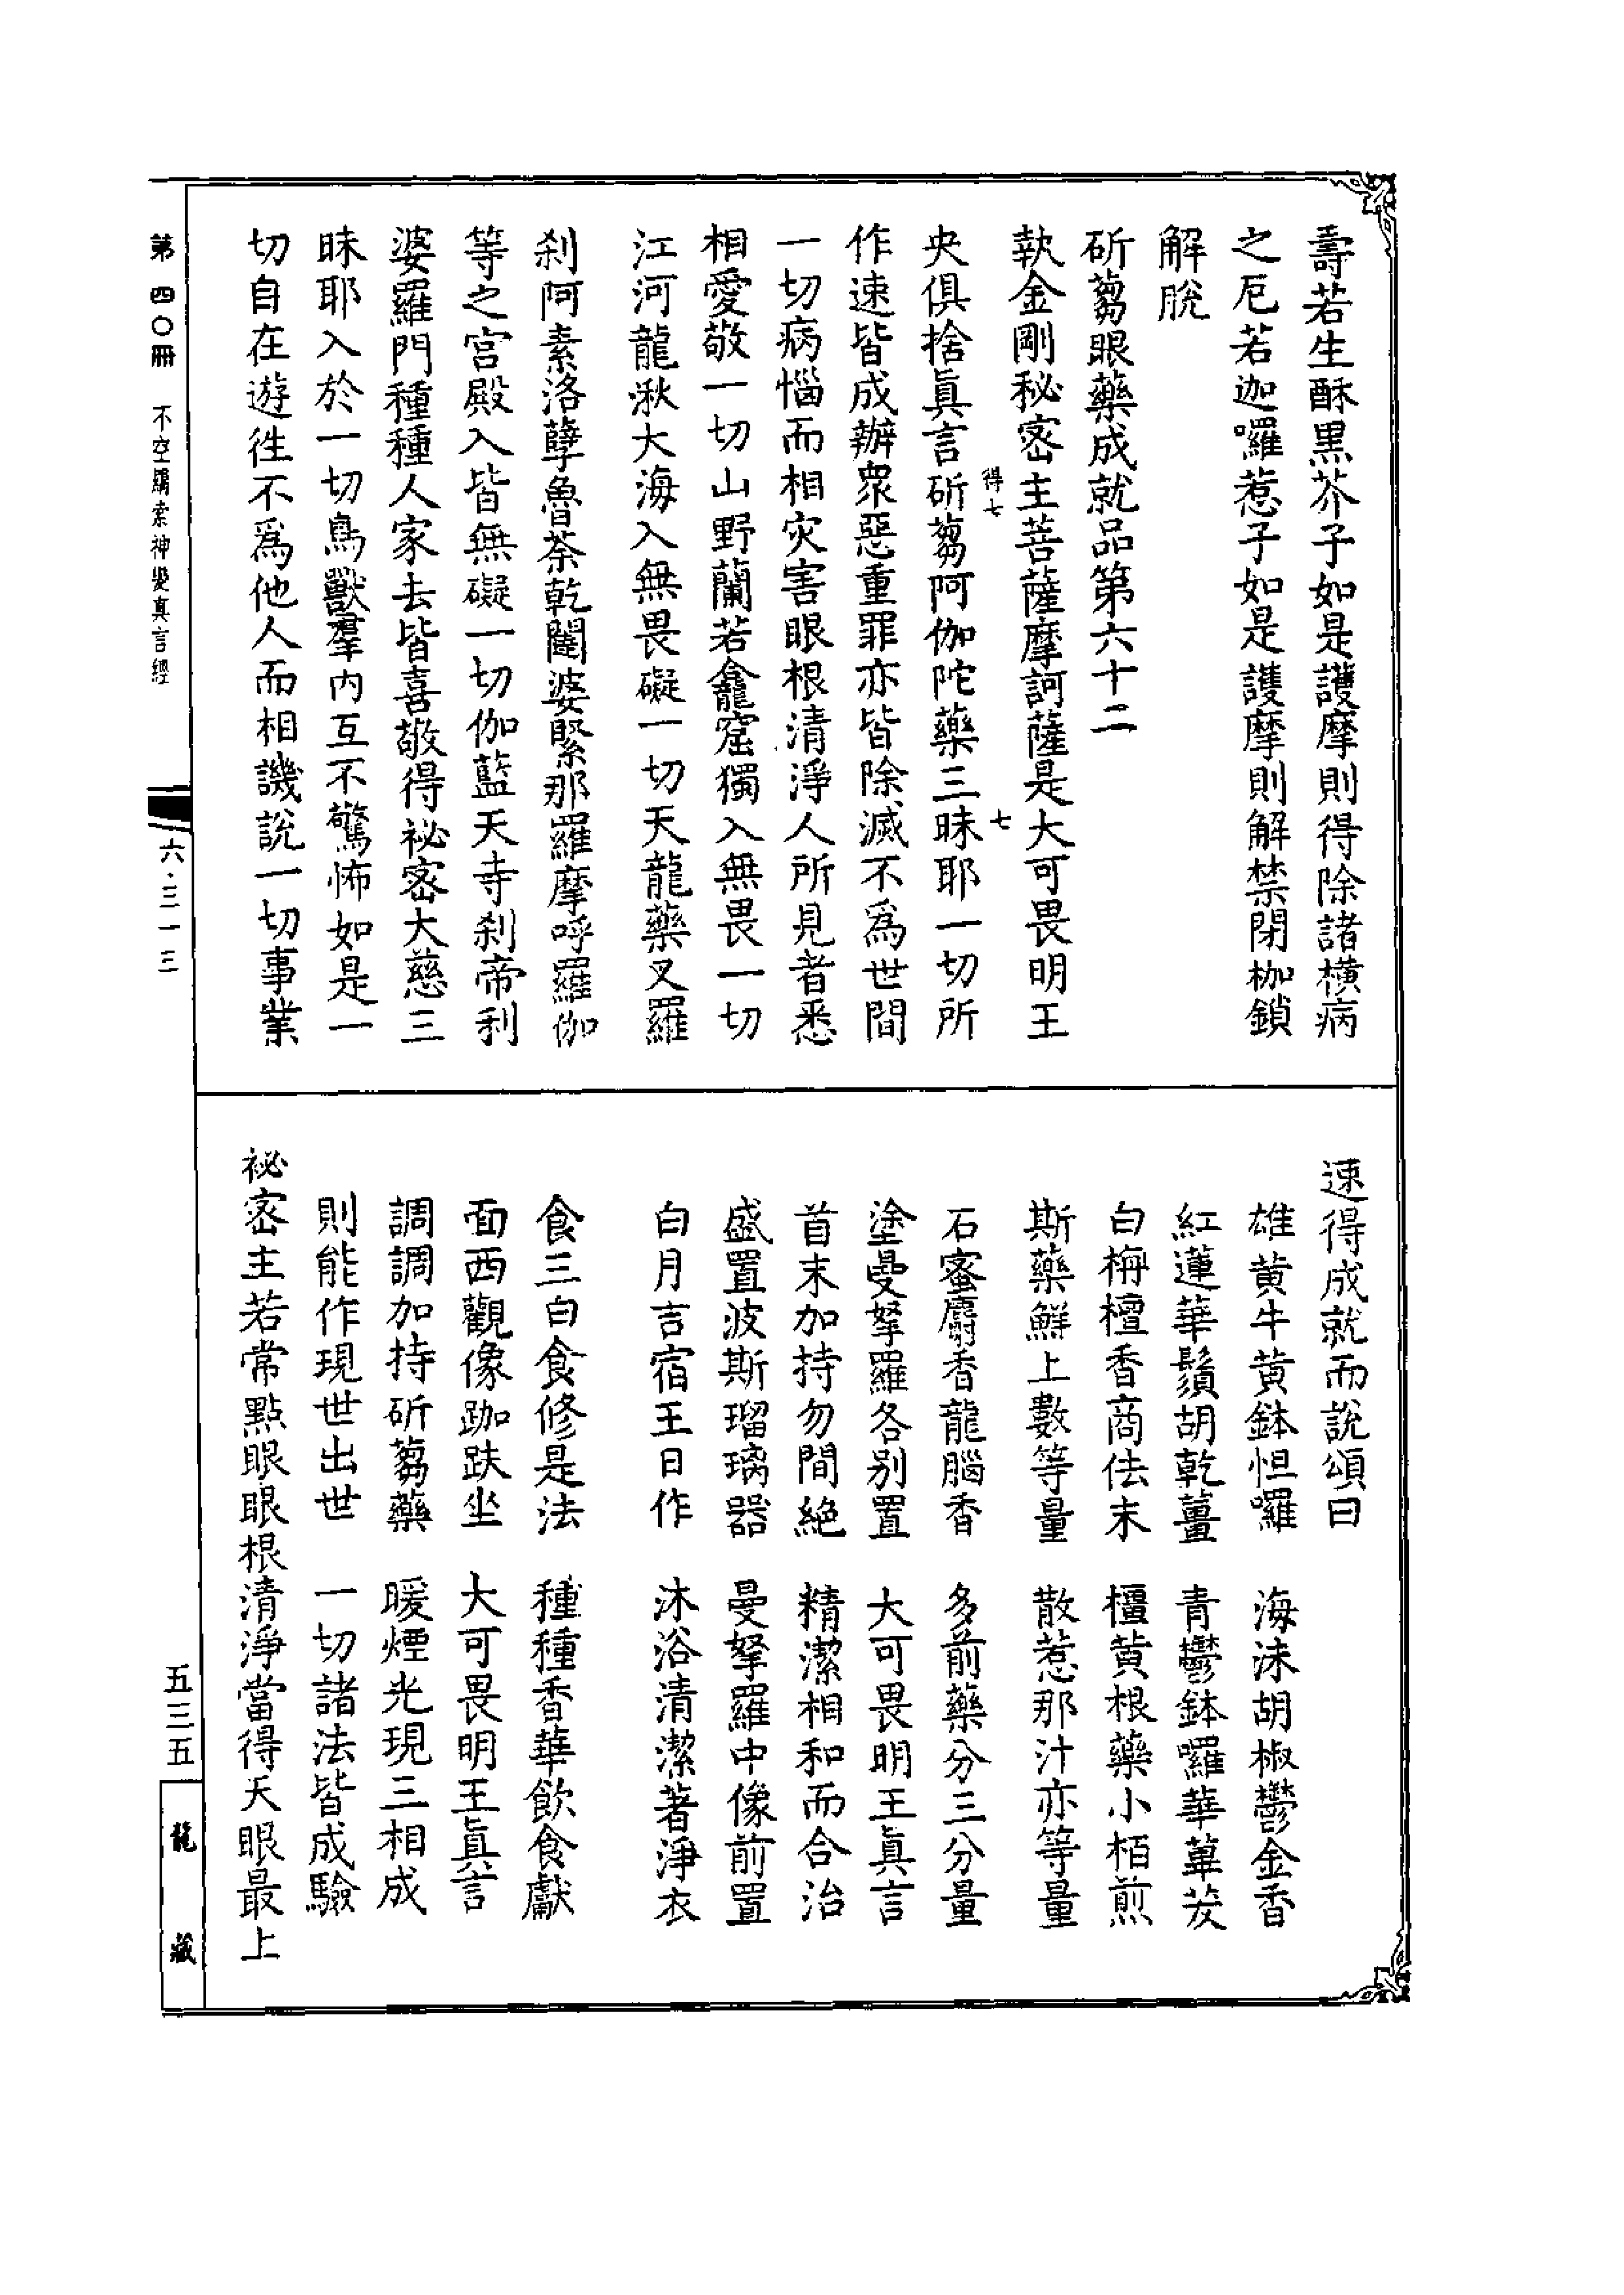 壽若生酥黑芥子如是護摩則得除諸橫病
之厄若迦囉惹子如是護摩則解禁閉枷鎖
解脫
斫蒭眼藥成就品第六十二
執金剛秘密主菩薩摩訶薩是大可畏明王
得七
七
央俱捨眞言斫蒭阿伽陀藥三昧耶一切所
作速皆成辦眾惡重罪亦皆除滅不爲世間
一切病惱而相灾害眼根清淨人所見者悉
相愛敬一切山野蘭若龕窟獨入無畏一切
江河龍湫大海入無畏礙一切天龍藥叉羅
刹阿素洛孽魯荼乾闥婆緊那羅摩呼羅伽
等之宮殿入皆無礙一切伽藍天寺刹帝利
婆羅門種種人家去皆喜敬得祕密大慈三
昧耶入於一切鳥獸羣內互不驚怖如是一
切自在遊往不爲他人而相譏說一切事業
速得成就而說頌曰
雄黃牛黃鉢怛囉　海沫胡椒鬱金香
紅蓮華鬚胡乾薑　青鬱鉢羅華蓽茇
白栴檀香商佉末　橿黃根藥小栢煎
斯藥鮮上數等量　散惹那汁亦等量
石蜜麝香龍腦香　多前藥分三分量
塗曼拏羅各別置　大可畏明王眞言
首末加持勿間絕　精潔相和而合治
盛置波斯瑠璃器　曼拏羅中像前置
白月吉宿王日作　沐浴清潔著淨衣
食三白食修是法　種種香華飲食獻
面西觀像跏趺坐　大可畏明王眞言
調調加持斫蒭藥　暖煙光現三相成
則能作現世出世　一切諸法皆成驗
祕密主若常點眼眼根清淨當得天眼最上
第四〇冊　不空羂索神變真言經
六·三一三
五三五
龍藏